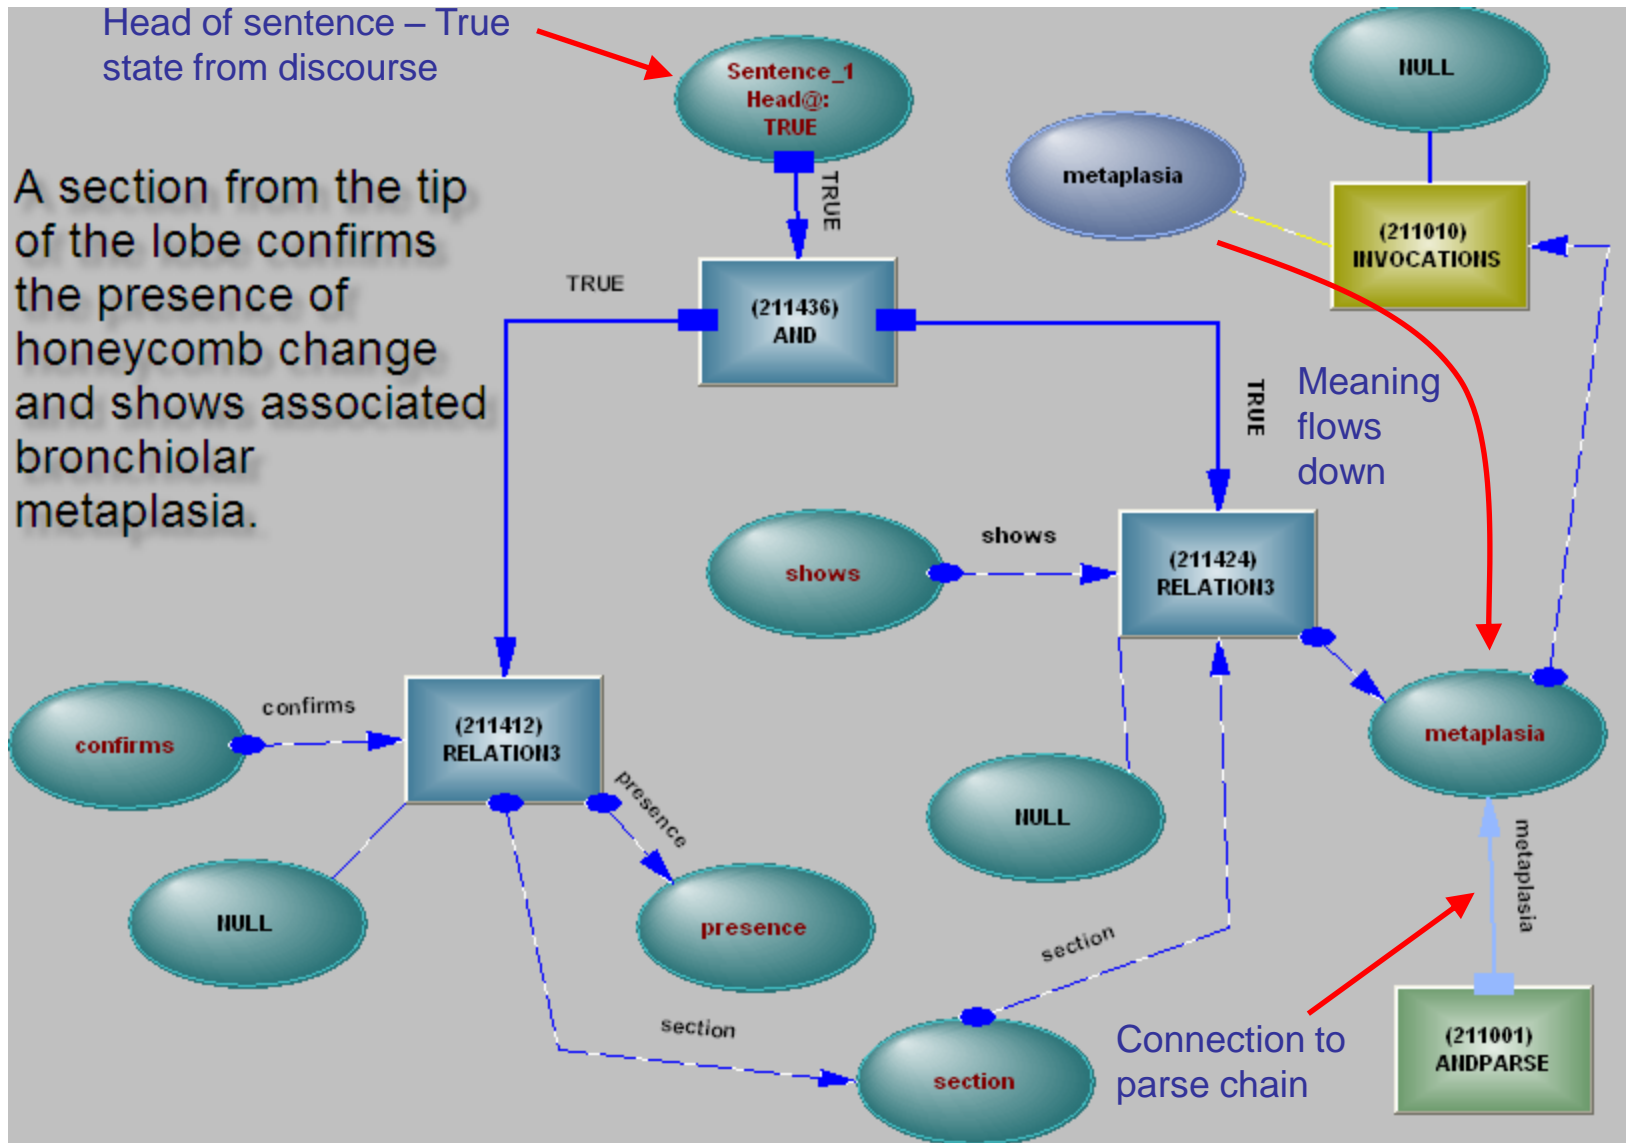 Head of sentence – True
state from discourse
Sentence_1
Head@:
TRUE
NULL
metaplasia
TRUE
A section from the tip
of the lobe confirms
the presence of
honeycomb change
and shows associated
bronchiolar
metaplasia.
(211010)
INVOCATIONS
TRUE
(211436)
AND
TRUE
Meaning
flows
down
shows
shows
(211424)
RELATION3
confirms
confirms
(211412)
RELATION3
presence
metaplasia
NULL
NULL
presence
metaplasia
section
section
section
Connection to
parse chain
(211001)
ANDPARSE